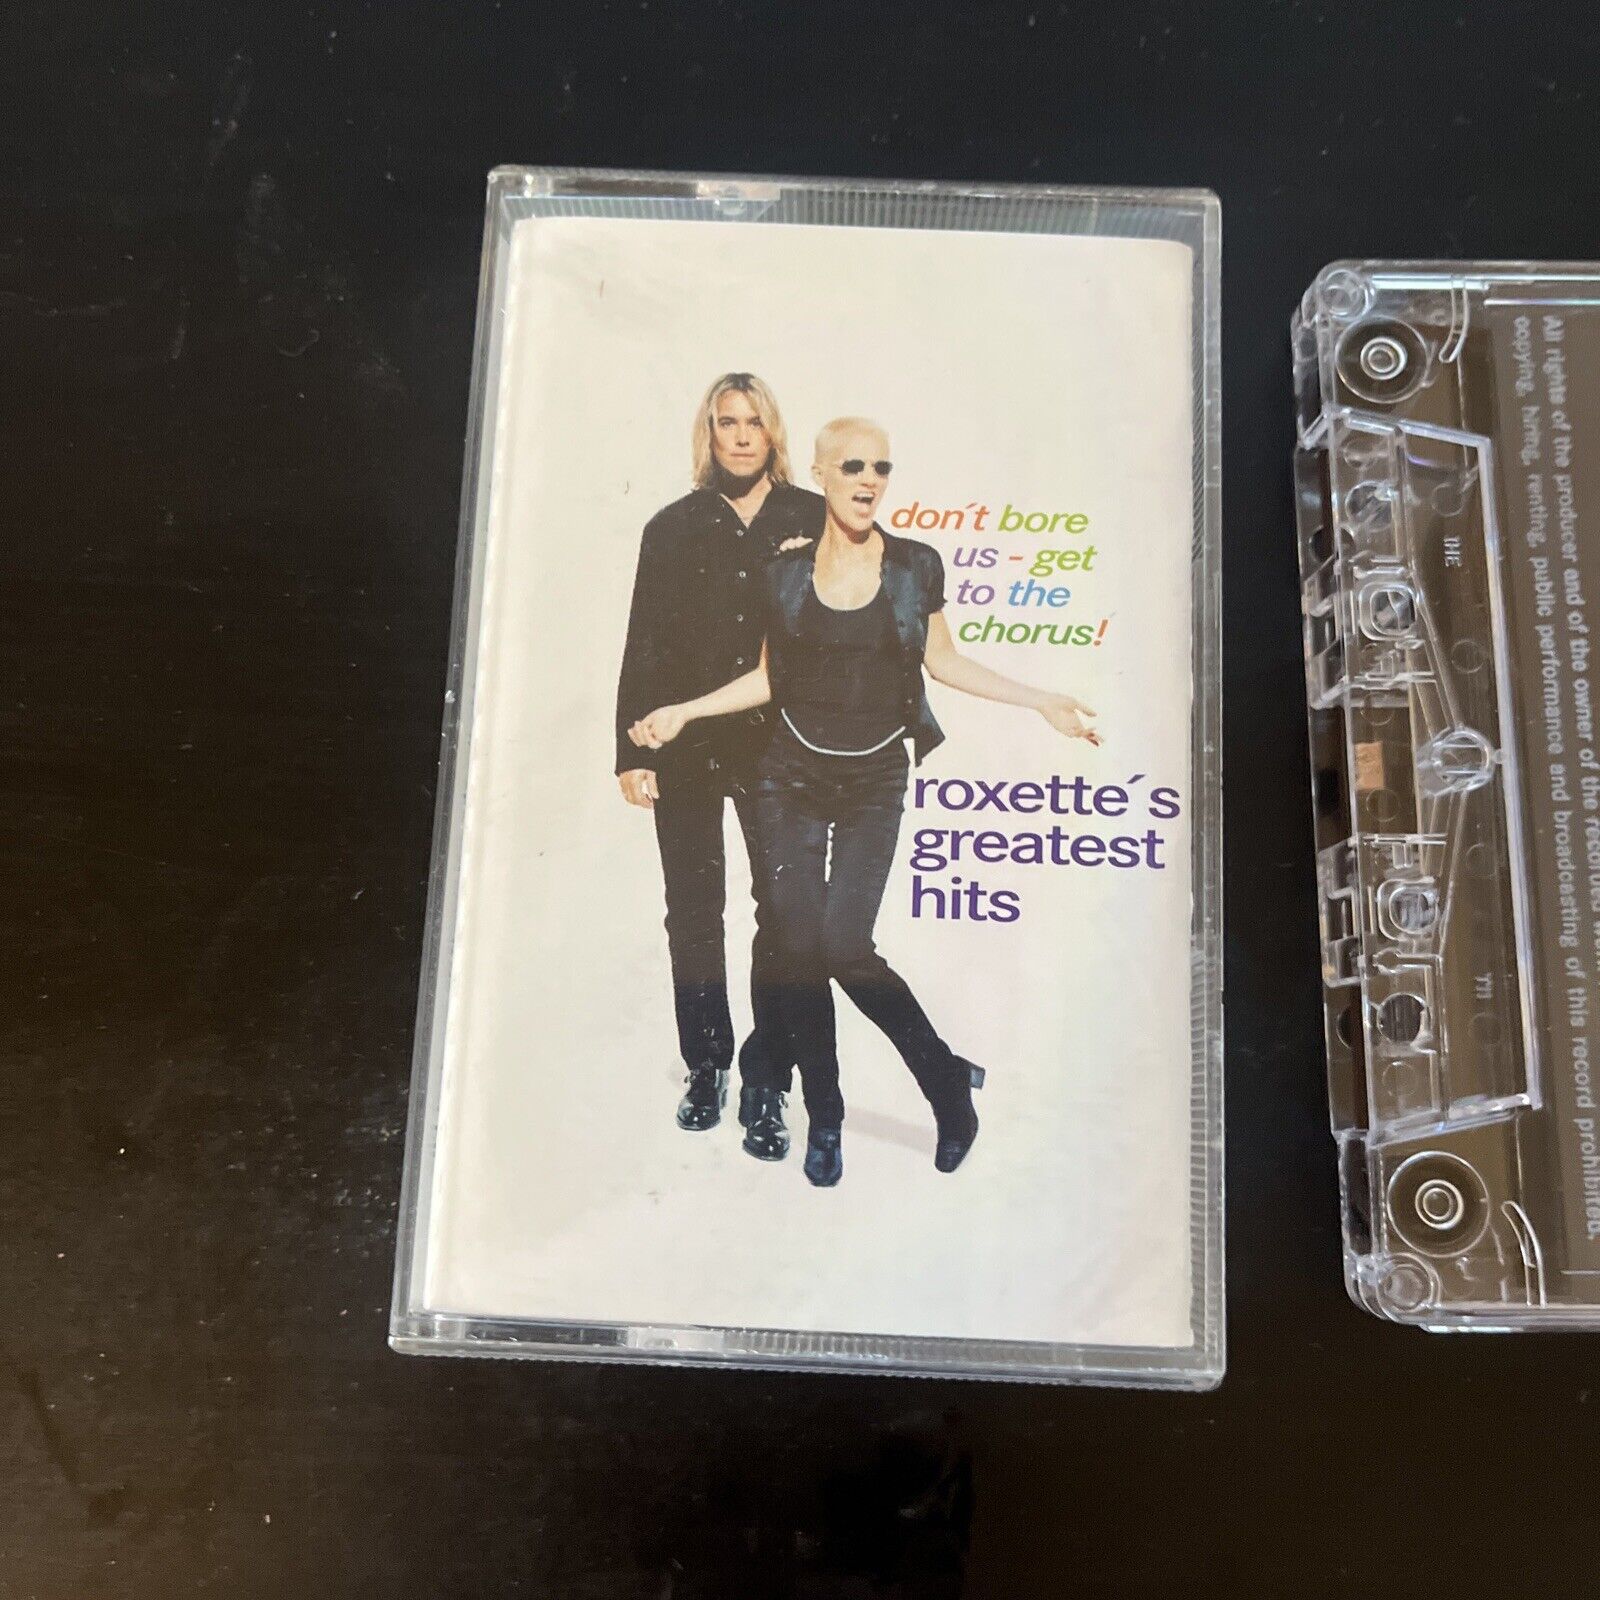 don´t bore
us - get
to the
chorus!
roxette´s
greatest
hits
All rights of the producer and of the owner of the recorded
copying, hiring, renting, public performance and broadcasting of this record prohibited.